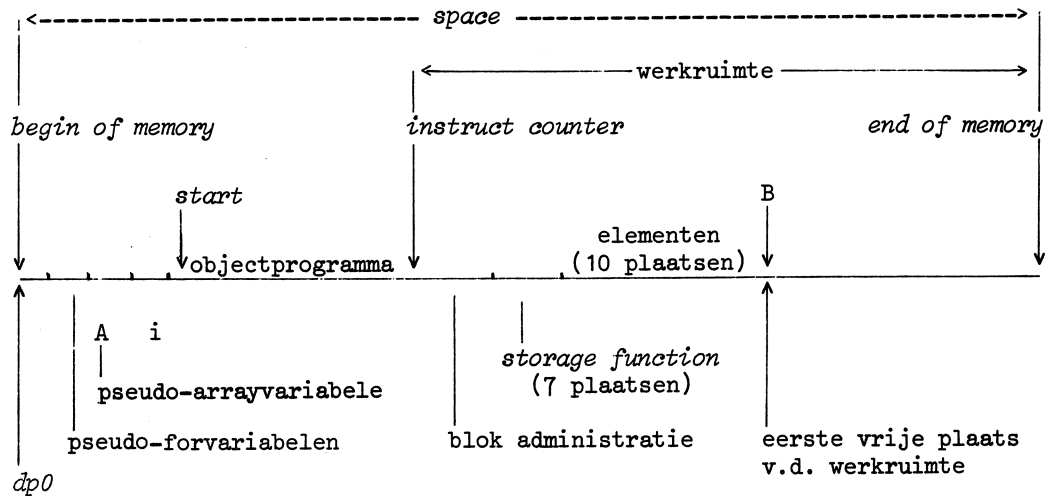 space
werkruimte
begin of memory
instruct counter
end of memory
start
B
elementen
objectprogramma
(10 plaatsen)
A i
storage function
pseudo-arrayvariabele
(7 plaatsen)
pseudo-forvariabelen
blok administratie
eerste vrije plaats
v.d. werkruimte
dp0